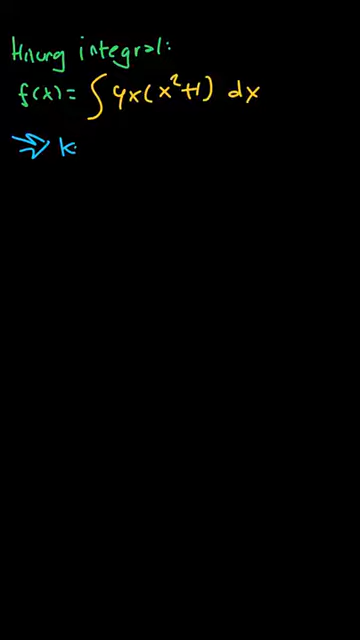 Hitung integral:
f(x) = ∫ 4x(x²+1) dx
⇒ k